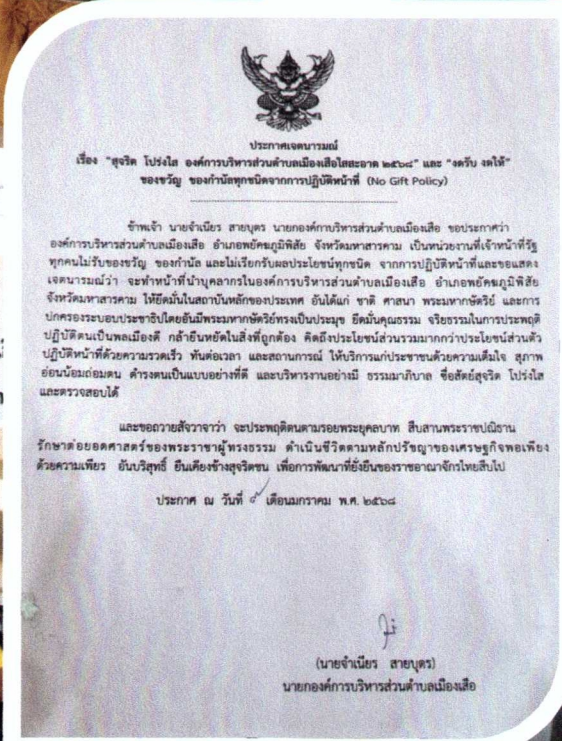 ประกาศเจตนารมณ์
เรื่อง "สุจริต โปร่งใส องค์การบริหารส่วนตำบลเมืองเสือใสสะอาด ๒๕๖๘" และ "งดรับ งดให้"
ของขวัญ ของกำนัลทุกชนิดจากการปฏิบัติหน้าที่ (No Gift Policy)
ข้าพเจ้า นายจำเนียร สายบุตร นายกองค์กาบริหารส่วนตำบลเมืองเสือ ขอประกาศว่า
องค์การบริหารส่วนตำบลเมืองเสือ อำเภอพยัคฆภูมิพิสัย จังหวัดมหาสารคาม เป็นหน่วยงานที่เจ้าหน้าที่รัฐ
ทุกคนไม่รับของขวัญ ของกำนัล และไม่เรียกรับผลประโยชน์ทุกชนิด จากการปฏิบัติหน้าที่และขอแสดง
เจตนารมณ์ว่า จะทำหน้าที่นำบุคลากรในองค์การบริหารส่วนตำบลเมืองเสือ อำเภอพยัคฆภูมิพิสัย
จังหวัดมหาสารคาม ให้ยึดมั่นในสถาบันหลักของประเทศ อันได้แก่ ชาติ ศาสนา พระมหากษัตริย์ และการ
ปกครองระบอบประชาธิปไตยอันมีพระมหากษัตริย์ทรงเป็นประมุข ยึดมั่นคุณธรรม จริยธรรมในการประพฤติ
ปฏิบัติตนเป็นพลเมืองดี กล้ายืนหยัดในสิ่งที่ถูกต้อง คิดถึงประโยชน์ส่วนรวมมากกว่าประโยชน์ส่วนตัว
ปฏิบัติหน้าที่ด้วยความรวดเร็ว ทันต่อเวลา และสถานการณ์ ให้บริการแก่ประชาชนด้วยความเต็มใจ สุภาพ
อ่อนน้อมถ่อมตน ดำรงตนเป็นแบบอย่างที่ดี และบริหารงานอย่างมี ธรรมมาภิบาล ซื่อสัตย์สุจริต โปร่งใส
และตรวจสอบได้
และขอถวายสัจวาจาว่า จะประพฤติตนตามรอยพระยุคลบาท สืบสานพระราชปณิธาน
รักษาต่อยอดศาสตร์ของพระราชาผู้ทรงธรรม ดำเนินชีวิตตามหลักปรัชญาของเศรษฐกิจพอเพียง
ด้วยความเพียร อันบริสุทธิ์ ยืนเคียงข้างสุจริตชน เพื่อการพัฒนาที่ยั่งยืนของราชอาณาจักรไทยสืบไป
ประกาศ ณ วันที่ ๙ เดือนมกราคม พ.ศ. ๒๕๖๘
(นายจำเนียร สายบุตร)
นายกองค์การบริหารส่วนตำบลเมืองเสือ